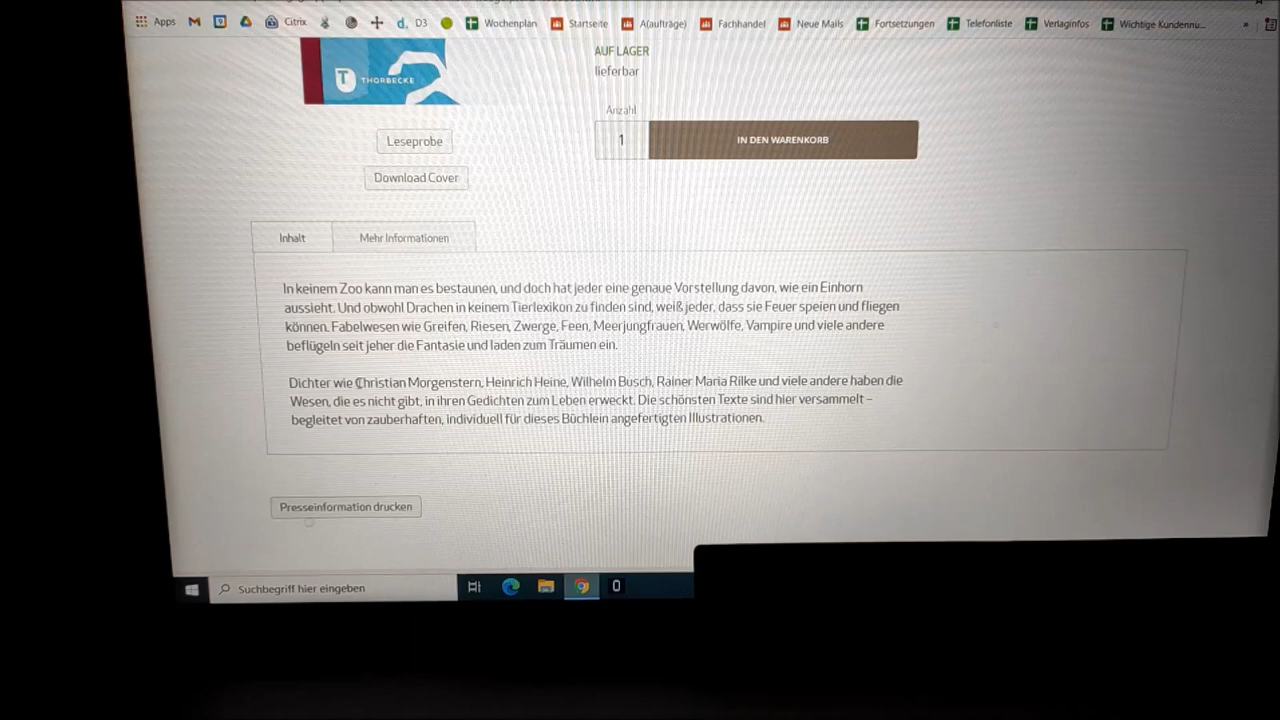 Apps Citrix D3 Wochenplan Startseite A(aufträge) Fachhandel Neue Mails Fortsetzungen Telefonliste Verlaginfos Wichtige Kundennu...
T THORBECKE
AUF LAGER
lieferbar
Anzahl
1 IN DEN WARENKORB
Leseprobe
Download Cover
Inhalt Mehr Informationen
In keinem Zoo kann man es bestaunen, und doch hat jeder eine genaue Vorstellung davon, wie ein Einhorn
aussieht. Und obwohl Drachen in keinem Tierlexikon zu finden sind, weiß jeder, dass sie Feuer speien und fliegen
können. Fabelwesen wie Greifen, Riesen, Zwerge, Feen, Meerjungfrauen, Werwölfe, Vampire und viele andere
beflügeln seit jeher die Fantasie und laden zum Träumen ein.
Dichter wie Christian Morgenstern, Heinrich Heine, Wilhelm Busch, Rainer Maria Rilke und viele andere haben die
Wesen, die es nicht gibt, in ihren Gedichten zum Leben erweckt. Die schönsten Texte sind hier versammelt –
begleitet von zauberhaften, individuell für dieses Büchlein angefertigten Illustrationen.
Presseinformation drucken
Suchbegriff hier eingeben